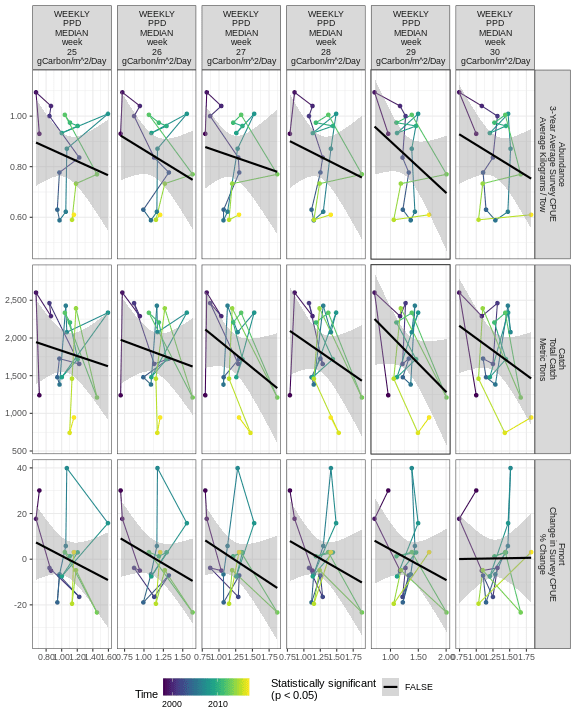 WEEKLY
PPD
MEDIAN
week
25
gCarbon/m^2/Day
WEEKLY
PPD
MEDIAN
week
26
gCarbon/m^2/Day
WEEKLY
PPD
MEDIAN
week
27
gCarbon/m^2/Day
WEEKLY
PPD
MEDIAN
week
28
gCarbon/m^2/Day
WEEKLY
PPD
MEDIAN
week
29
gCarbon/m^2/Day
WEEKLY
PPD
MEDIAN
week
30
gCarbon/m^2/Day
1.00
0.80
0.60
Abundance
3-Year Average Survey CPUE
Average Kilograms / Tow
2,500
2,000
1,500
1,000
500
Catch
Total Catch
Metric Tons
40
20
0
-20
Fmort
Change in Survey CPUE
% Change
0.80 1.00 1.20 1.40 1.60
0.75 1.00 1.25 1.50
0.75 1.00 1.25 1.50 1.75
0.75 1.00 1.25 1.50 1.75
1.00 1.50 2.00
0.75 1.00 1.25 1.50 1.75
Time
2000 2010
Statistically significant
(p < 0.05)
FALSE